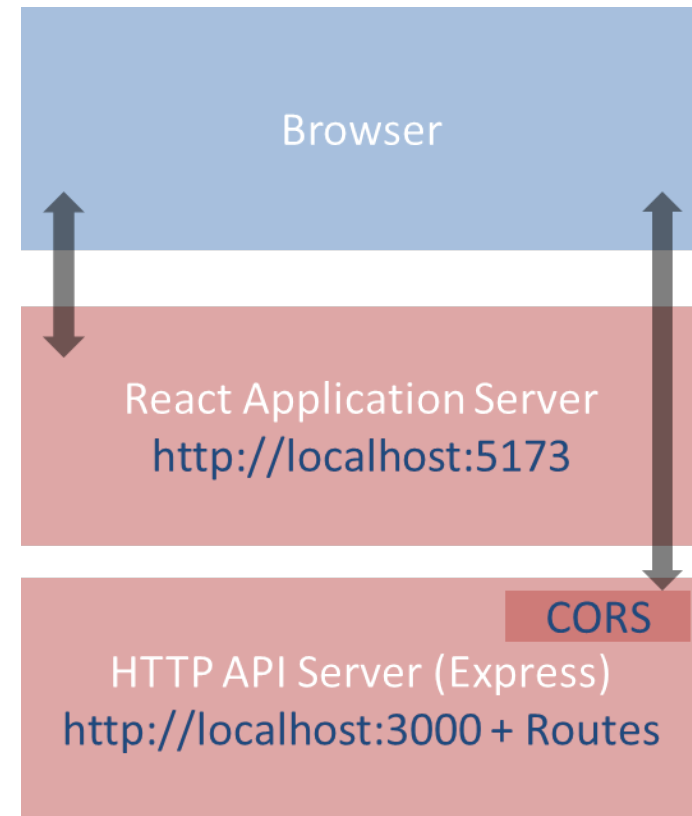 Browser
React Application Server
http://localhost:5173
CORS
HTTP API Server (Express)
http://localhost:3000 + Routes